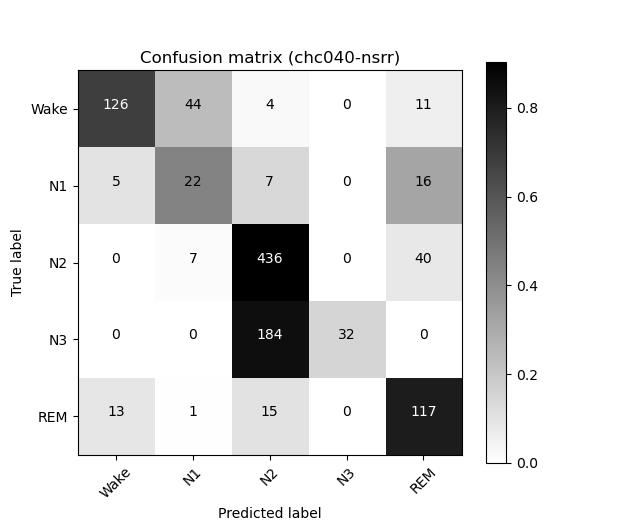 Confusion matrix (chc040-nsrr)
Wake 126 44 4 0 11
N1 5 22 7 0 16
N2 0 7 436 0 40
N3 0 0 184 32 0
REM 13 1 15 0 117
Wake N1 N2 N3 REM
True label
Predicted label
0.8
0.6
0.4
0.2
0.0